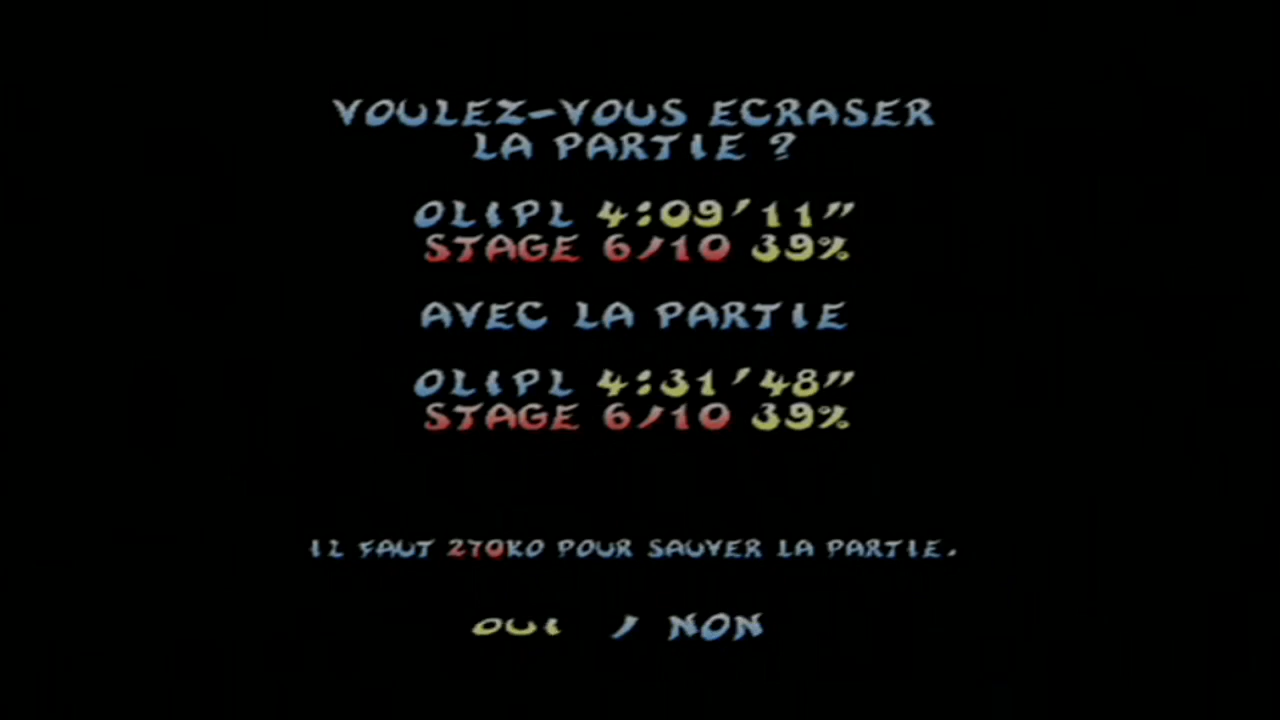 VOULEZ-VOUS ECRASER
LA PARTIE ?
OLIPL 4:09'11"
STAGE 6/10 39%
AVEC LA PARTIE
OLIPL 4:31'48"
STAGE 6/10 39%
IL FAUT 270KO POUR SAUVER LA PARTIE.
OUI / NON